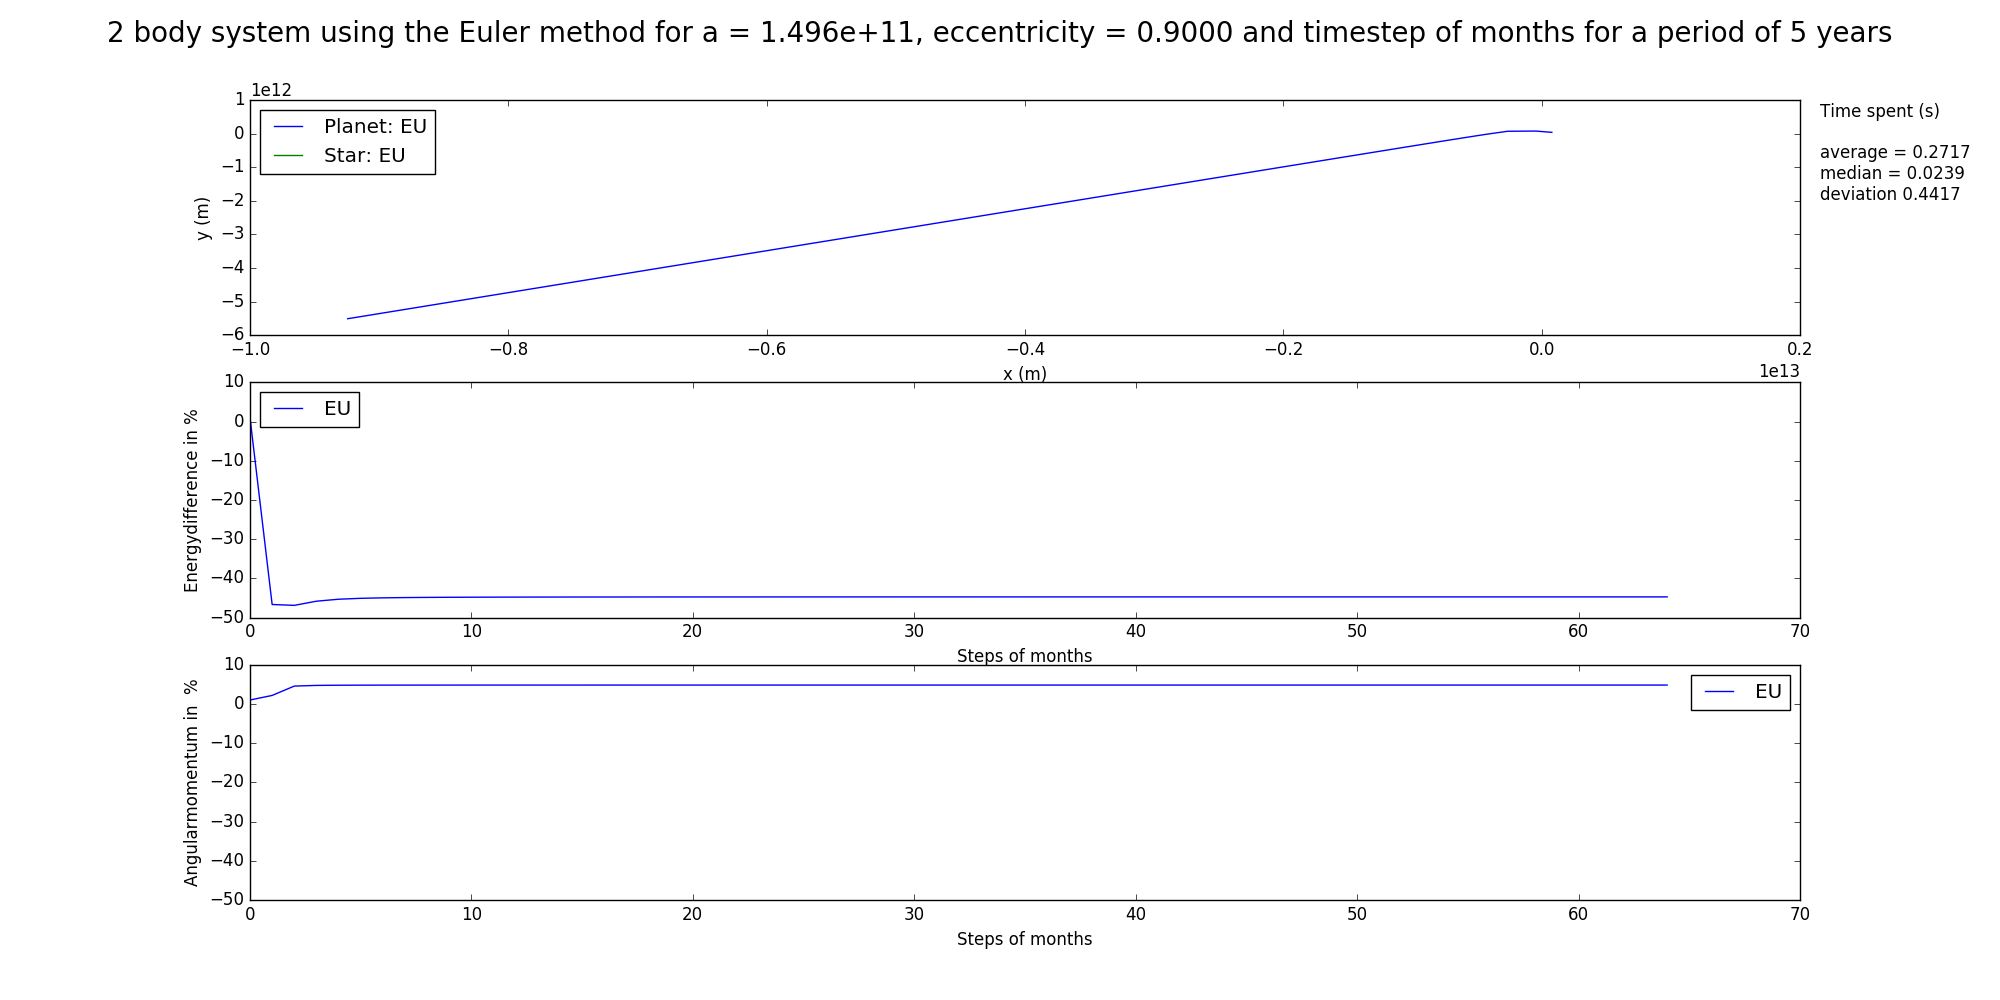 2 body system using the Euler method for a = 1.496e+11, eccentricity = 0.9000 and timestep of months for a period of 5 years
1e12
1
0
−1
−2
−3
−4
−5
−6
y (m)
Planet: EU
Star: EU
Time spent (s)
average = 0.2717
median = 0.0239
deviation 0.4417
−1.0 −0.8 −0.6 −0.4 −0.2 0.0 0.2
x (m)
1e13
10
0
−10
−20
−30
−40
−50
Energydifference in %
EU
0 10 20 30 40 50 60 70
Steps of months
10
0
−10
−20
−30
−40
−50
Angularmomentum in %
EU
0 10 20 30 40 50 60 70
Steps of months